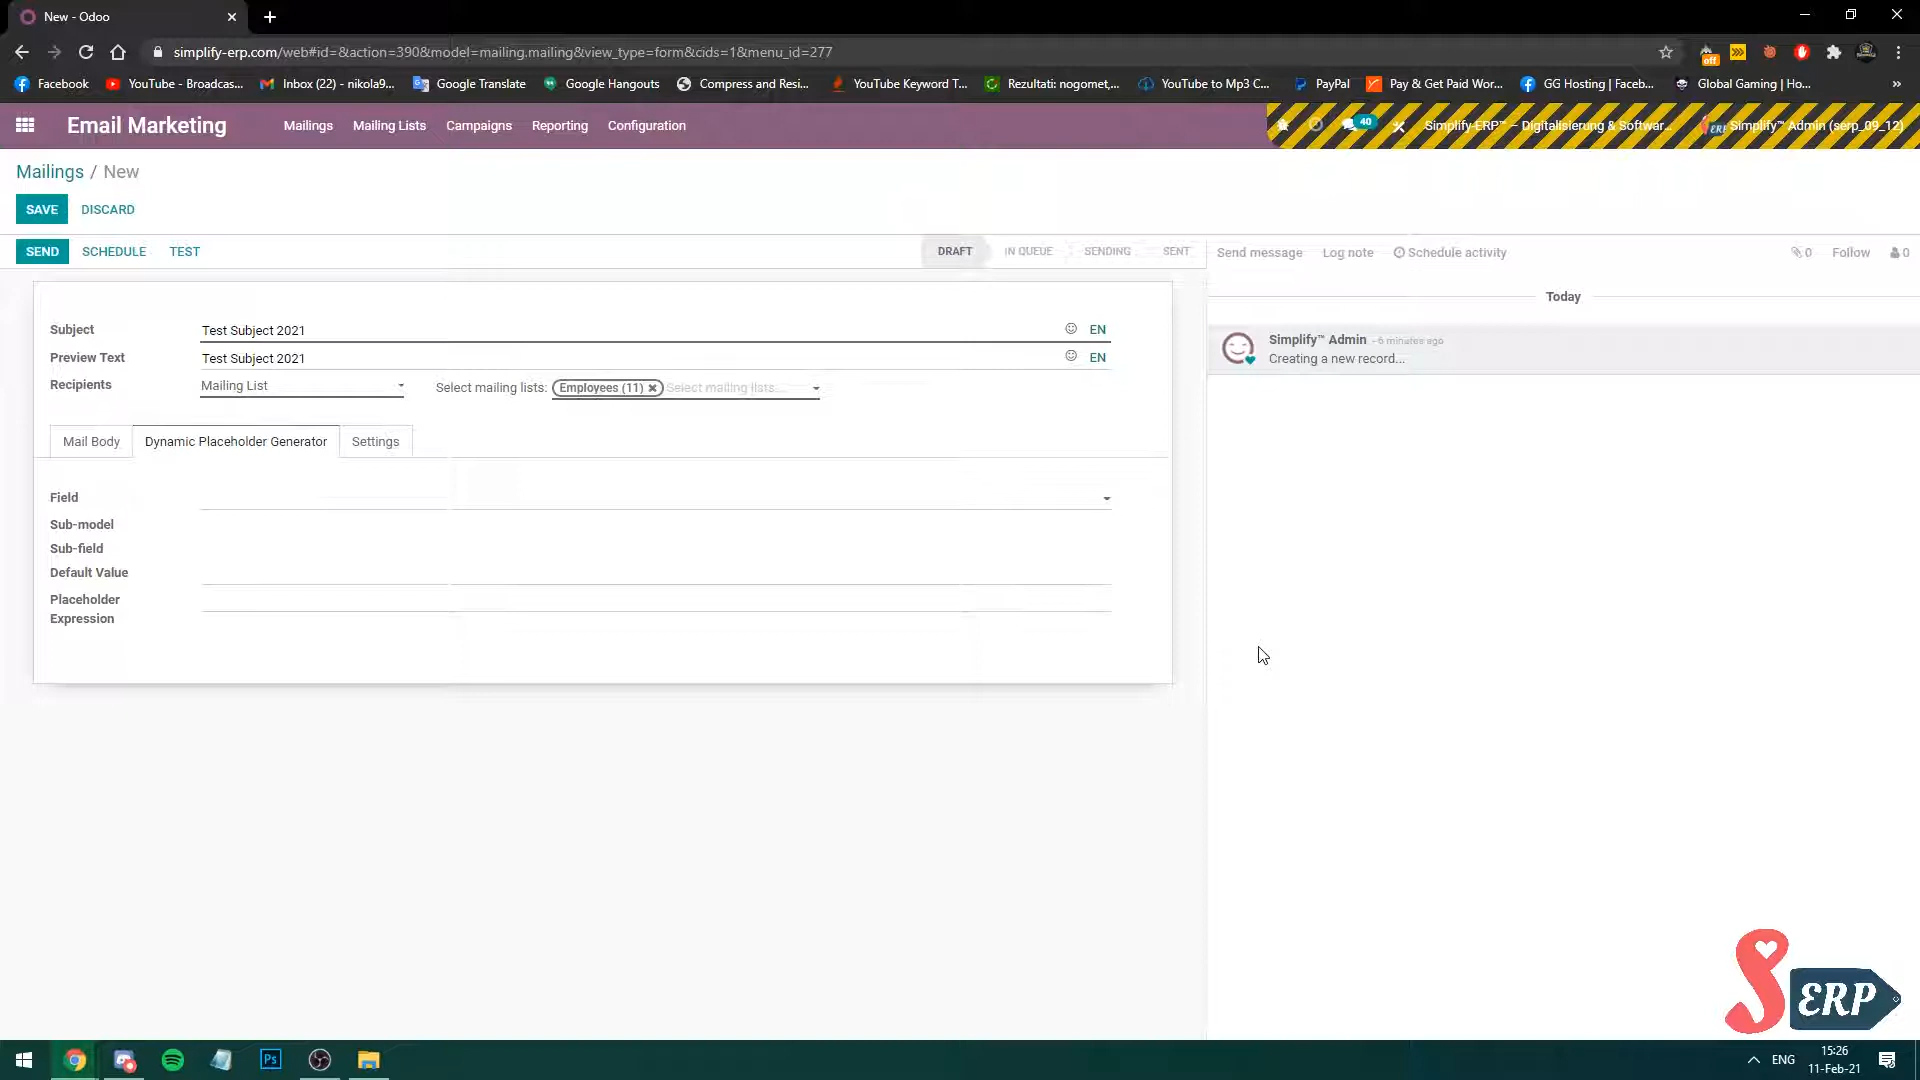 New - Odoo
simplify-erp.com/web#id=&action=390&model=mailing.mailing&view_type=form&cids=1&menu_id=277
off
Facebook
YouTube - Broadcas...
Inbox (22) - nikola9...
Google Translate
Google Hangouts
Compress and Resi...
YouTube Keyword T...
Rezultati: nogomet,...
YouTube to Mp3 C...
PayPal
Pay & Get Paid Wor...
GG Hosting | Faceb...
Global Gaming | Ho...
»
Email Marketing
Mailings
Mailing Lists
Campaigns
Reporting
Configuration
40
Simplify-ERP™ – Digitalisierung & Softwar...
ERP
Simplify™ Admin (serp_09_12)
Mailings / New
SAVE
DISCARD
SEND
SCHEDULE
TEST
DRAFT
IN QUEUE
SENDING
SENT
Send message
Log note
Schedule activity
0
Follow
0
Today
Simplify™ Admin - 6 minutes ago
Creating a new record...
Subject
Test Subject 2021
EN
Preview Text
Test Subject 2021
EN
Recipients
Mailing List
Select mailing lists:
Employees (11)
Select mailing lists...
Mail Body
Dynamic Placeholder Generator
Settings
Field
Sub-model
Sub-field
Default Value
Placeholder
Expression
S ERP
Ps
ENG
15:26
11-Feb-21